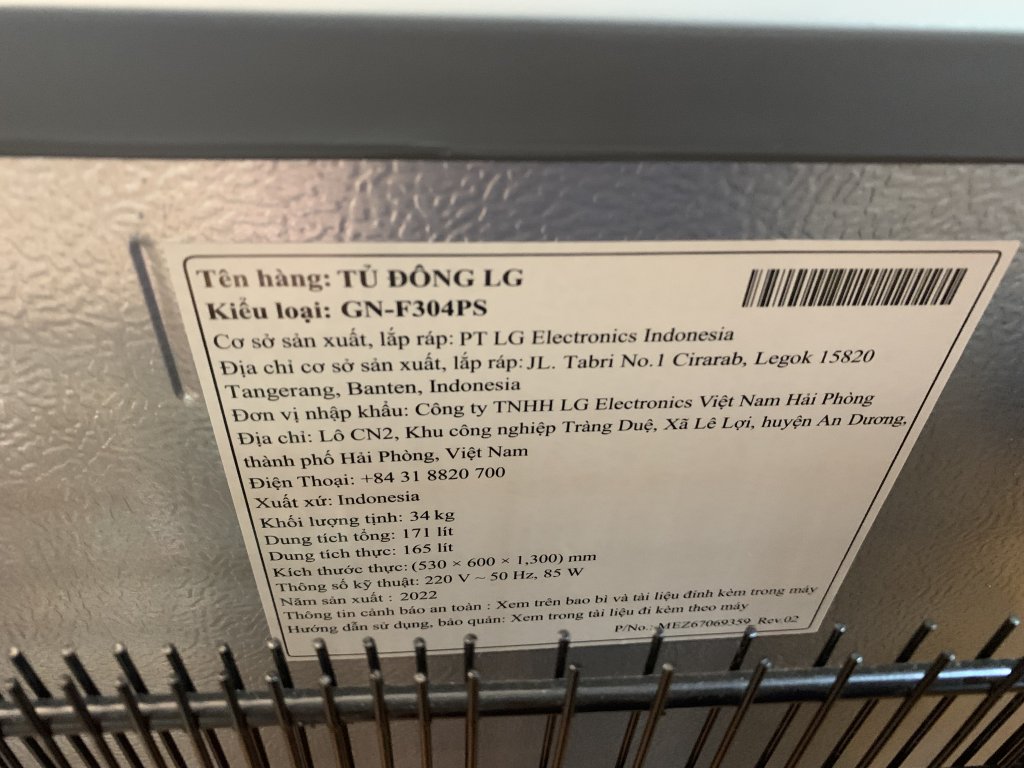 Tên hàng: TỦ ĐÔNG LG
Kiểu loại: GN-F304PS
Cơ sở sản xuất, lắp ráp: PT LG Electronics Indonesia
Địa chỉ cơ sở sản xuất, lắp ráp: JL. Tabri No.1 Cirarab, Legok 15820
Tangerang, Banten, Indonesia
Đơn vị nhập khẩu: Công ty TNHH LG Electronics Việt Nam Hải Phòng
Địa chỉ: Lô CN2, Khu công nghiệp Tràng Duệ, Xã Lê Lợi, huyện An Dương,
thành phố Hải Phòng, Việt Nam
Điện Thoại: +84 31 8820 700
Xuất xứ: Indonesia
Khối lượng tịnh: 34 kg
Dung tích tổng: 171 lít
Dung tích thực: 165 lít
Kích thước thực: (530 × 600 × 1,300) mm
Thông số kỹ thuật: 220 V ~ 50 Hz, 85 W
Năm sản xuất : 2022
Thông tin cảnh báo an toàn : Xem trên bao bì và tài liệu đính kèm trong máy
Hướng dẫn sử dụng, bảo quản: Xem trong tài liệu đi kèm theo máy
P/No.: MEZ67069359 Rev.02